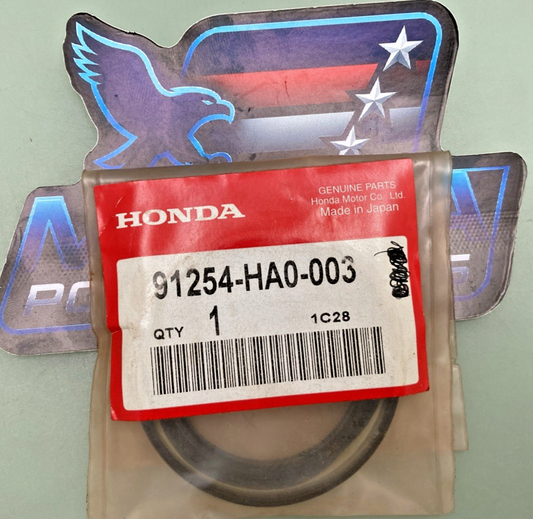 HONDA
GENUINE PARTS
Honda Motor Co., Ltd.
Made in Japan
91254-HA0-003
QTY 1 1C28